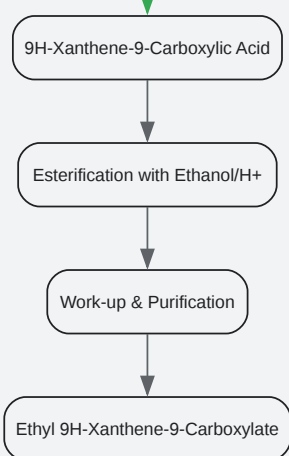 9H-Xanthene-9-Carboxylic Acid
Esterification with Ethanol/H+
Work-up & Purification
Ethyl 9H-Xanthene-9-Carboxylate